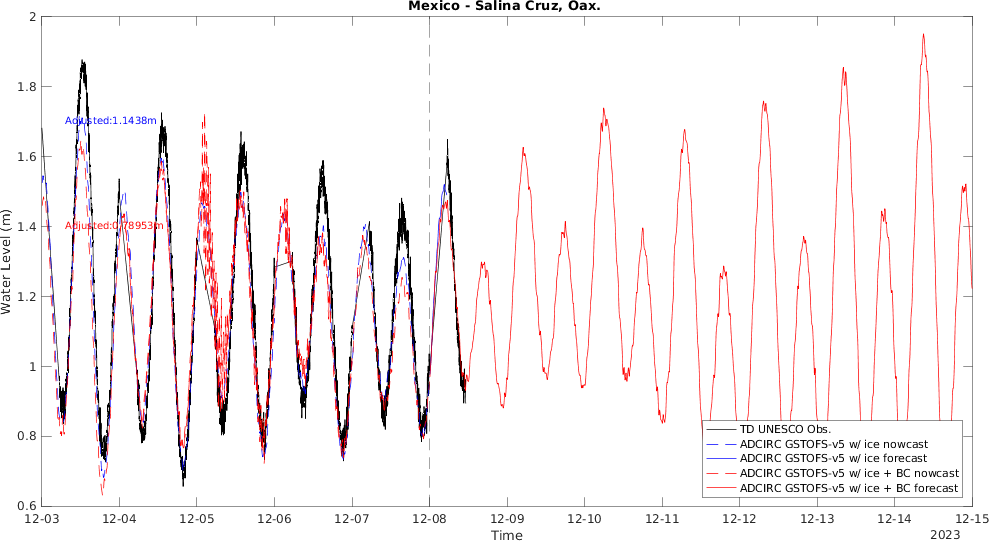 Mexico - Salina Cruz, Oax.
2
1.8
1.6
1.4
1.2
1
0.8
0.6
Water Level (m)
Adjusted:1.1438m
Adjusted:0.78953m
TD UNESCO Obs.
ADCIRC GSTOFS-v5 w/ ice nowcast
ADCIRC GSTOFS-v5 w/ ice forecast
ADCIRC GSTOFS-v5 w/ ice + BC nowcast
ADCIRC GSTOFS-v5 w/ ice + BC forecast
12-03 12-04 12-05 12-06 12-07 12-08 12-09 12-10 12-11 12-12 12-13 12-14 12-15
Time
2023